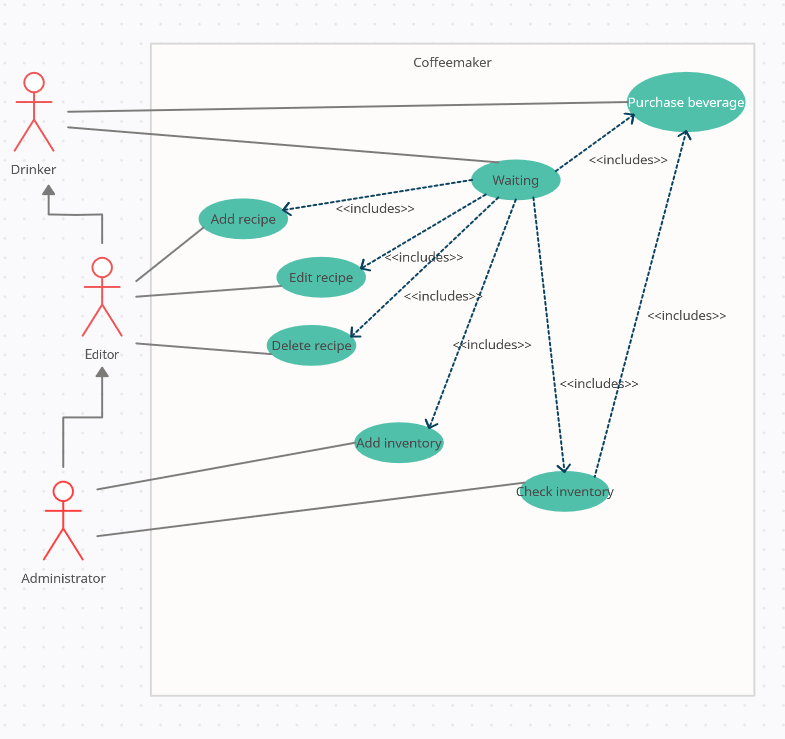 Coffeemaker
Purchase beverage
<<includes>>
Drinker
Waiting
<<includes>>
Add recipe
<<includes>>
Edit recipe
<<includes>>
<<includes>>
Delete recipe
<<includes>>
Editor
<<includes>>
Add inventory
Check inventory
Administrator